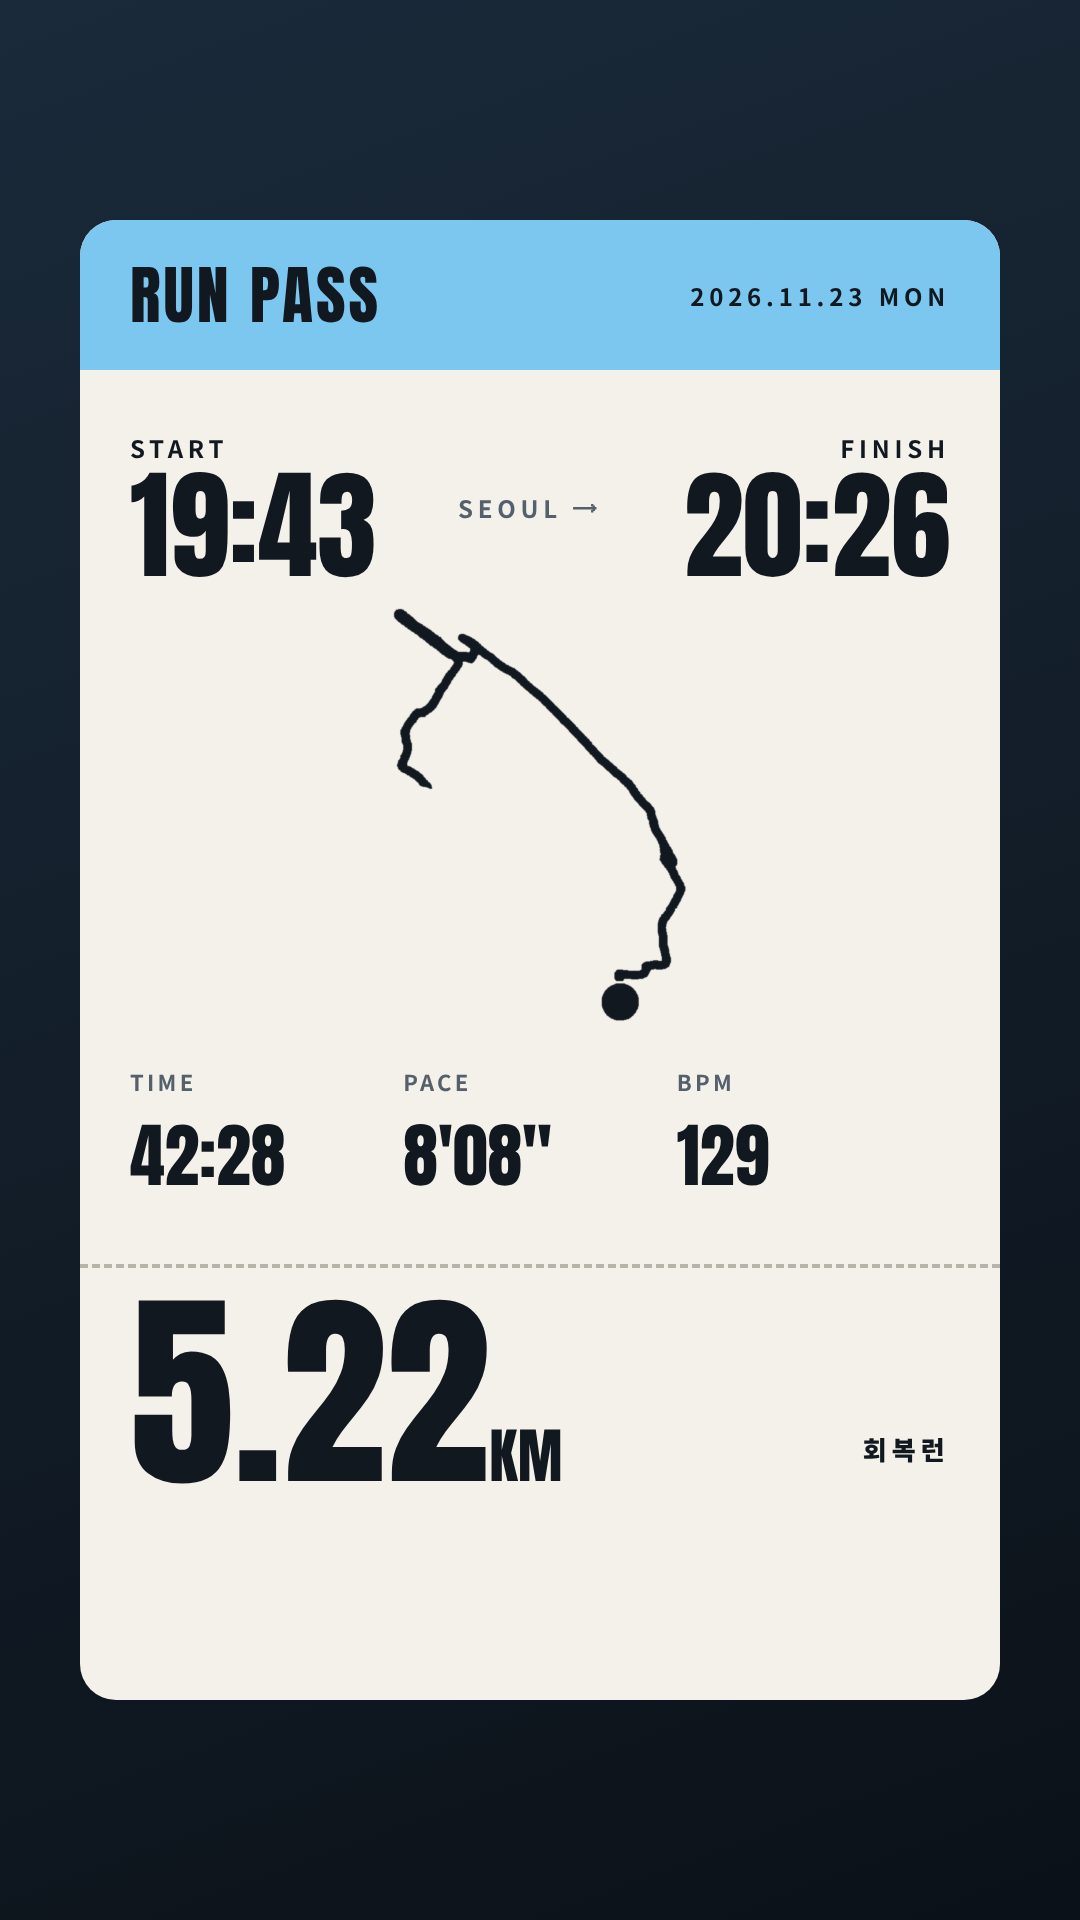 RUN PASS
2026.11.23 MON
START
FINISH
19:43
SEOUL →
20:26
TIME
PACE
BPM
42:28
8'08"
129
5.22KM
회복런